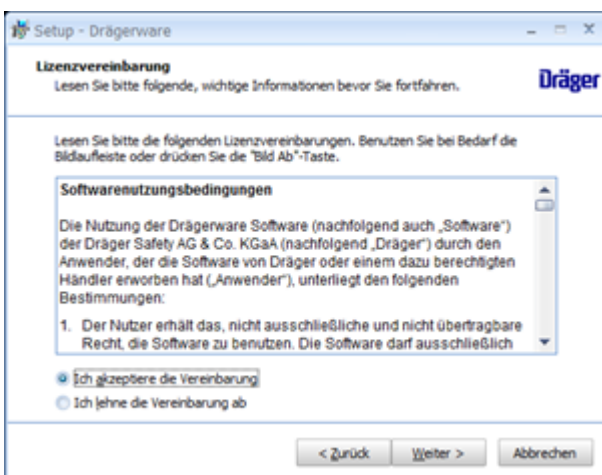 Setup - Drägerware
Lizenzvereinbarung
Lesen Sie bitte folgende, wichtige Informationen bevor Sie fortfahren.
Dräger
Lesen Sie bitte die folgenden Lizenzvereinbarungen. Benutzen Sie bei Bedarf die
Bildlaufleiste oder drücken Sie die "Bild Ab"-Taste.
Softwarenutzungsbedingungen
Die Nutzung der Drägerware Software (nachfolgend auch „Software“)
der Dräger Safety AG & Co. KGaA (nachfolgend „Dräger“) durch den
Anwender, der die Software von Dräger oder einem dazu berechtigten
Händler erworben hat („Anwender“), unterliegt den folgenden
Bestimmungen:
1. Der Nutzer erhält das, nicht ausschließliche und nicht übertragbare
Recht, die Software zu benutzen. Die Software darf ausschließlich
Ich akzeptiere die Vereinbarung
Ich lehne die Vereinbarung ab
< Zurück Weiter > Abbrechen